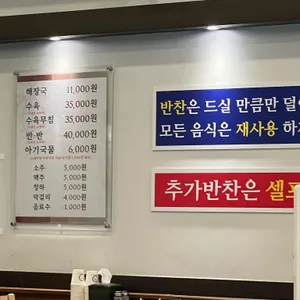 해장국 11,000원
수육 35,000원
수육무침 35,000원
반·반 40,000원
아기국물 6,000원
소주 5,000원
맥주 5,000원
청하 5,000원
막걸리 4,000원
음료수 1,000원
반찬은 드실 만큼만 덜
모든 음식은 재사용 하
추가반찬은 셀프